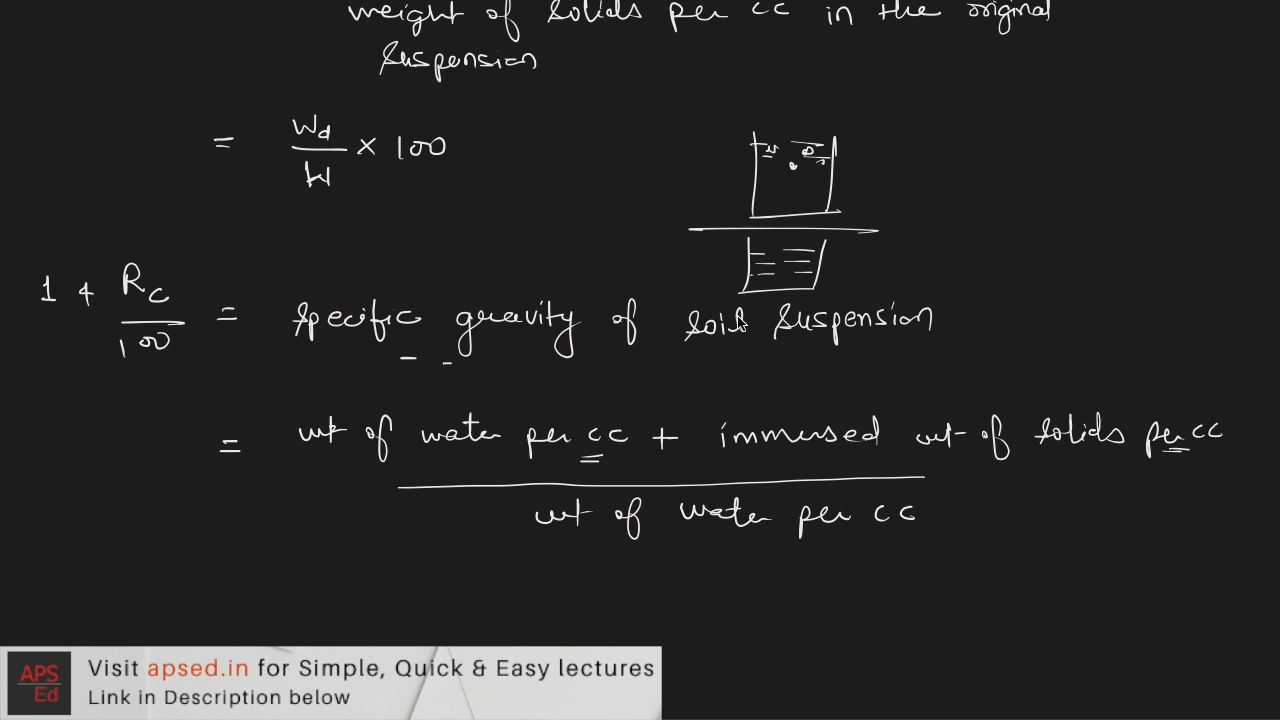 weight of solids per cc in the original
suspension
= Wd/W × 100
1 + Rc/100 = specific gravity of soil suspension
= wt of water per cc + immersed wt of solids per cc
wt of water per cc
APS
Ed
Visit apsed.in for Simple, Quick & Easy lectures
Link in Description below